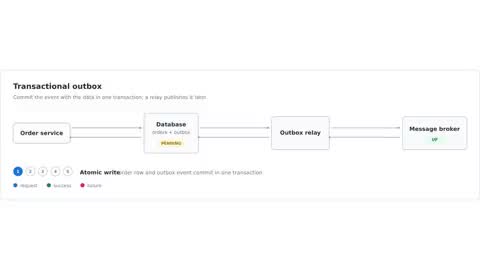 Transactional outbox
Commit the event with the data in one transaction; a relay publishes it later.
Order service
Database
orders + outbox
PENDING
Outbox relay
Message broker
UP
1 2 3 4 5
Atomic write order row and outbox event commit in one transaction
request success failure